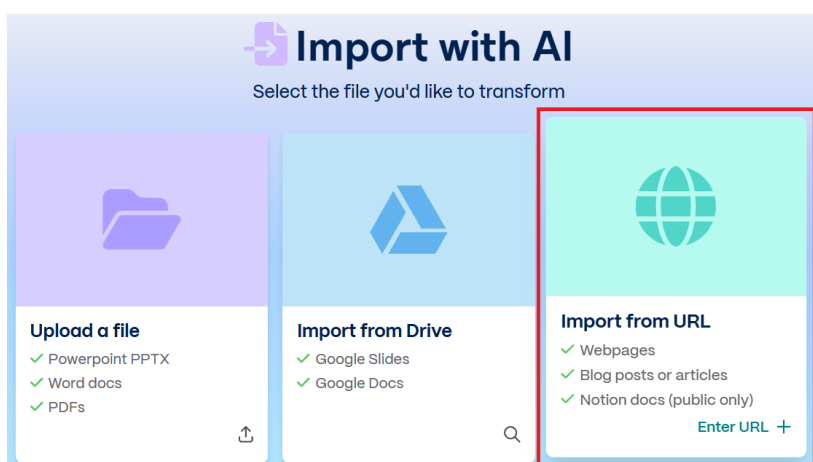 Import with AI
Select the file you'd like to transform
Upload a file
Powerpoint PPTX
Word docs
PDFs
Import from Drive
Google Slides
Google Docs
Import from URL
Webpages
Blog posts or articles
Notion docs (public only)
Enter URL +